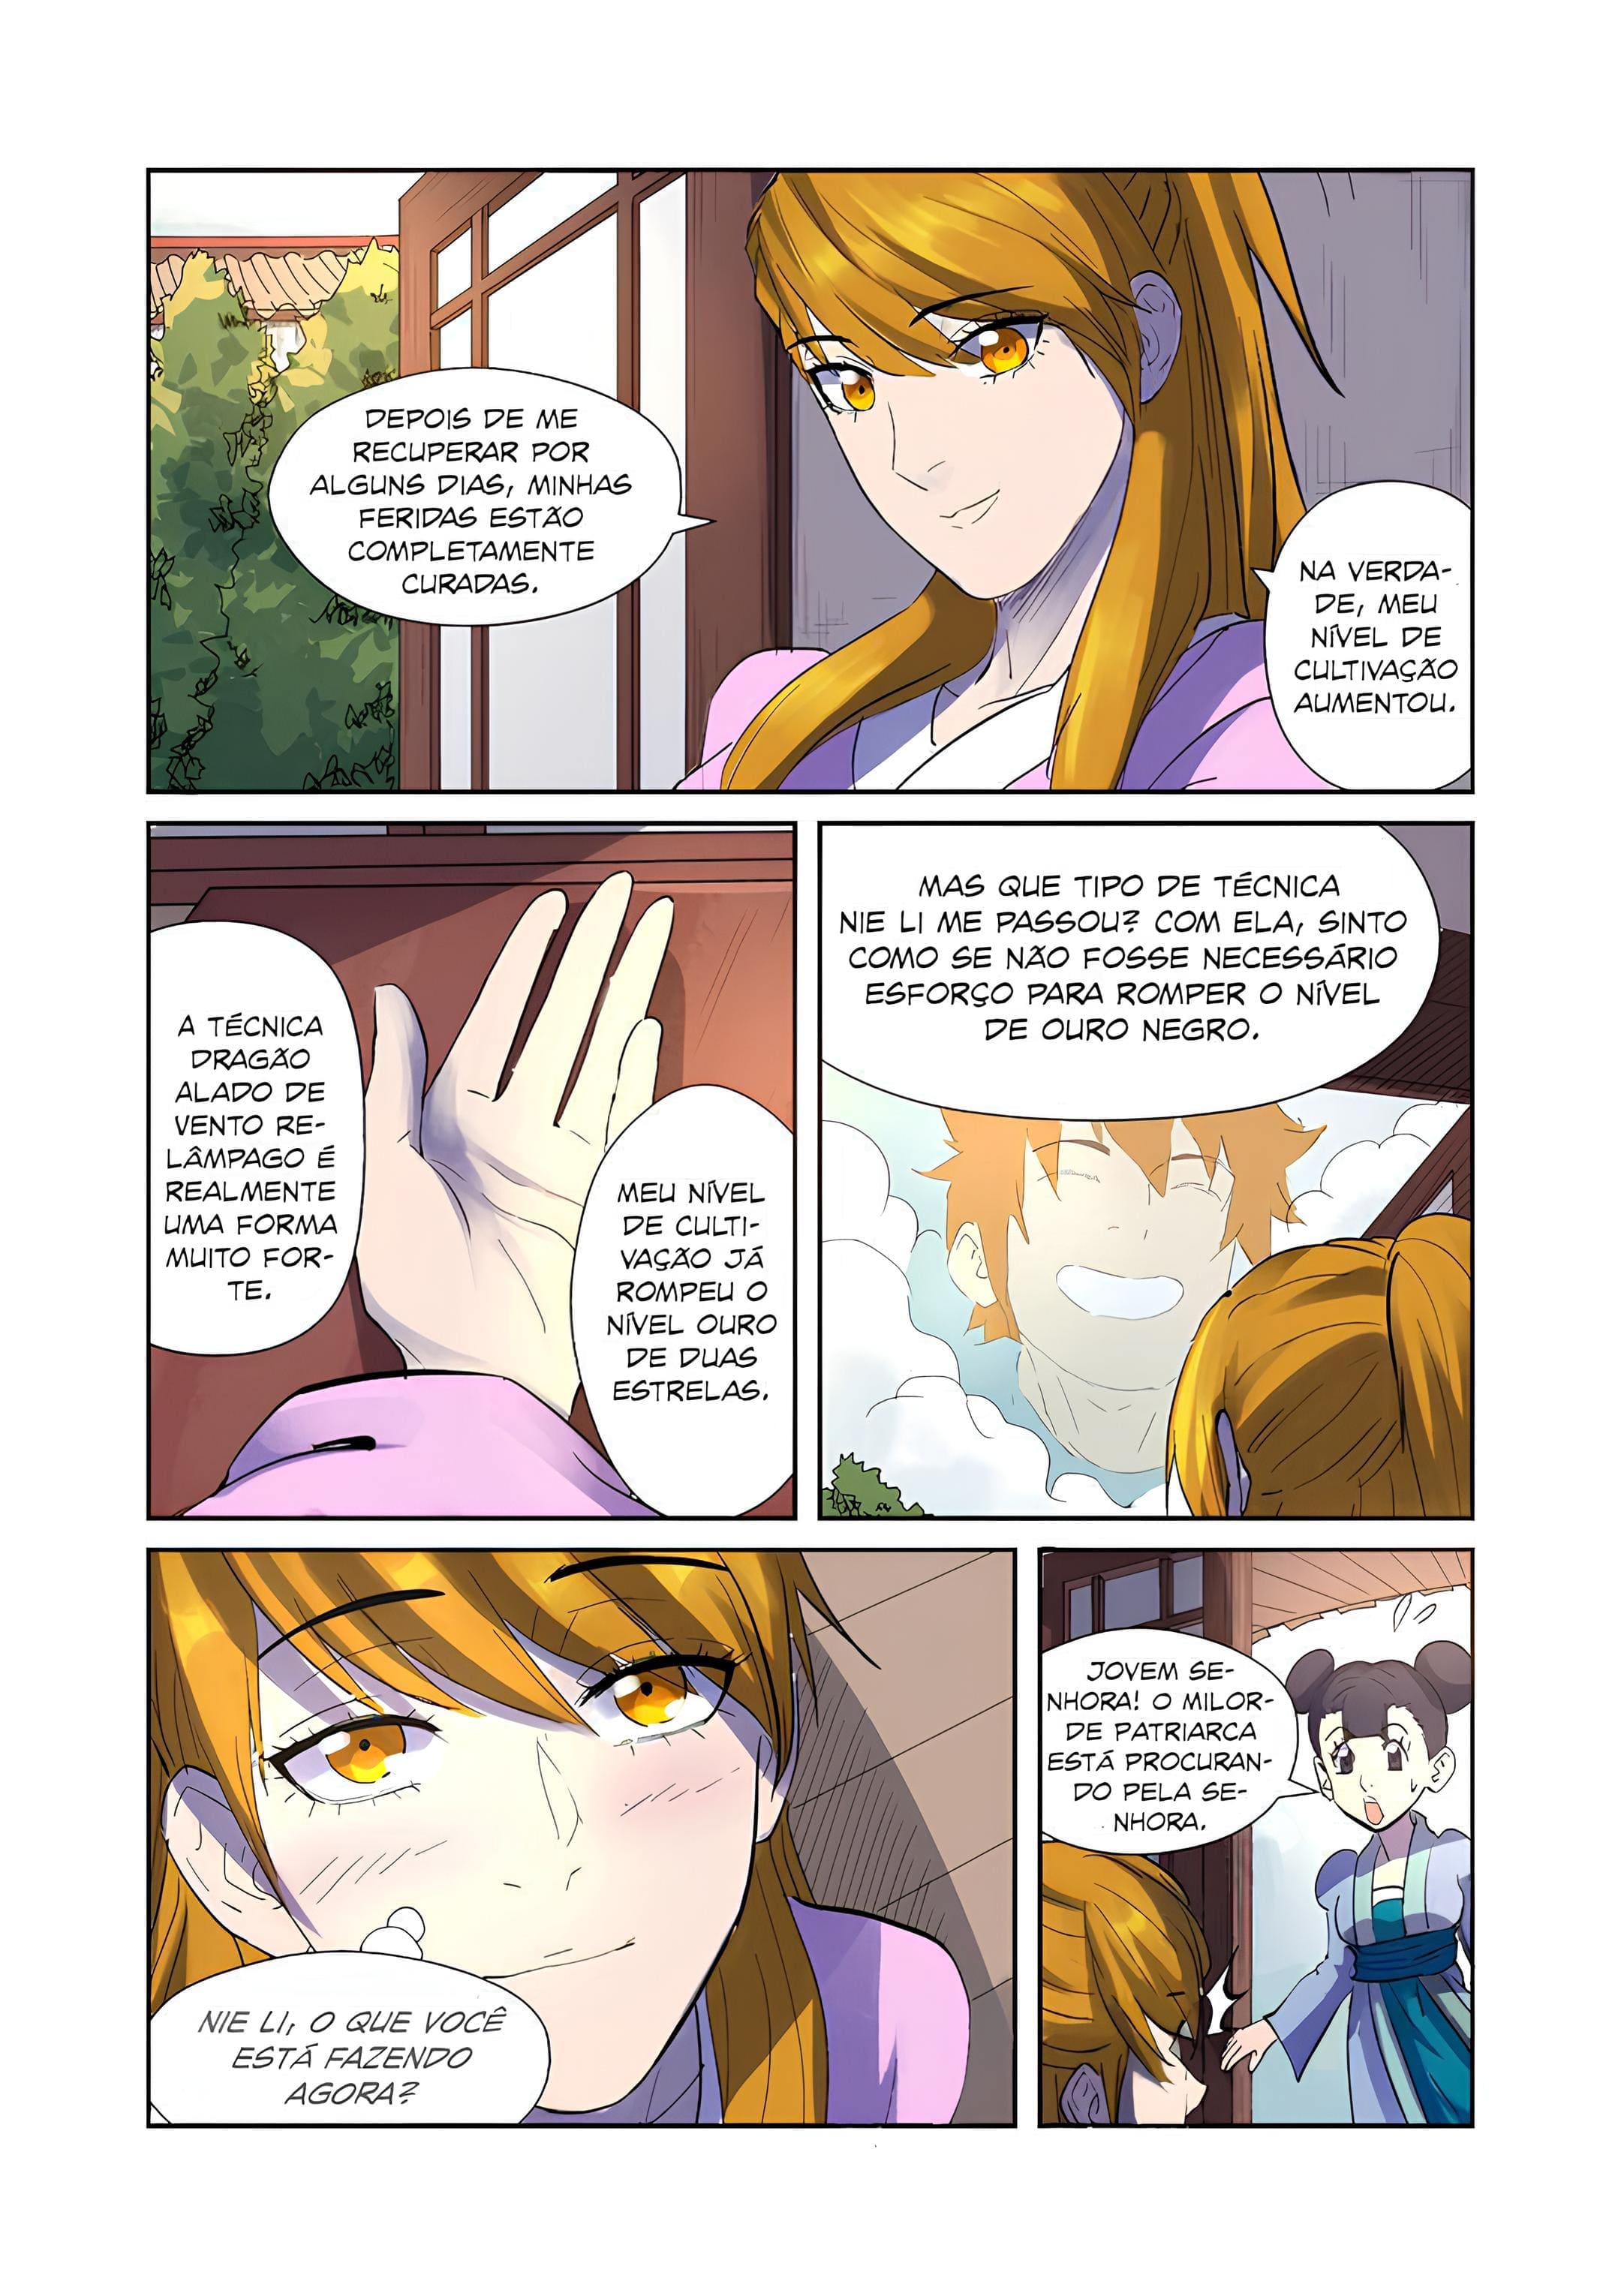 DEPOIS DE ME
RECUPERAR POR
ALGUNS DIAS, MINHAS
FERIDAS ESTÃO
COMPLETAMENTE
CURADAS.
NA VERDA-
DE, MEU
NÍVEL DE
CULTIVAÇÃO
AUMENTOU.
A TÉCNICA
DRAGÃO
ALADO DE
VENTO RE-
LÂMPAGO É
REALMENTE
UMA FORMA
MUITO FOR-
TE.
MEU NÍVEL
DE CULTI-
VAÇÃO JÁ
ROMPEU O
NÍVEL OURO
DE DUAS
ESTRELAS.
MAS QUE TIPO DE TÉCNICA
NIE LI ME PASSOU? COM ELA, SINTO
COMO SE NÃO FOSSE NECESSÁRIO
ESFORÇO PARA ROMPER O NÍVEL
DE OURO NEGRO.
NIE LI, O QUE VOCÊ
ESTÁ FAZENDO
AGORA?
JOVEM SE-
NHORA! O MILOR-
DE PATRIARCA
ESTÁ PROCURAN-
DO PELA SE-
NHORA.